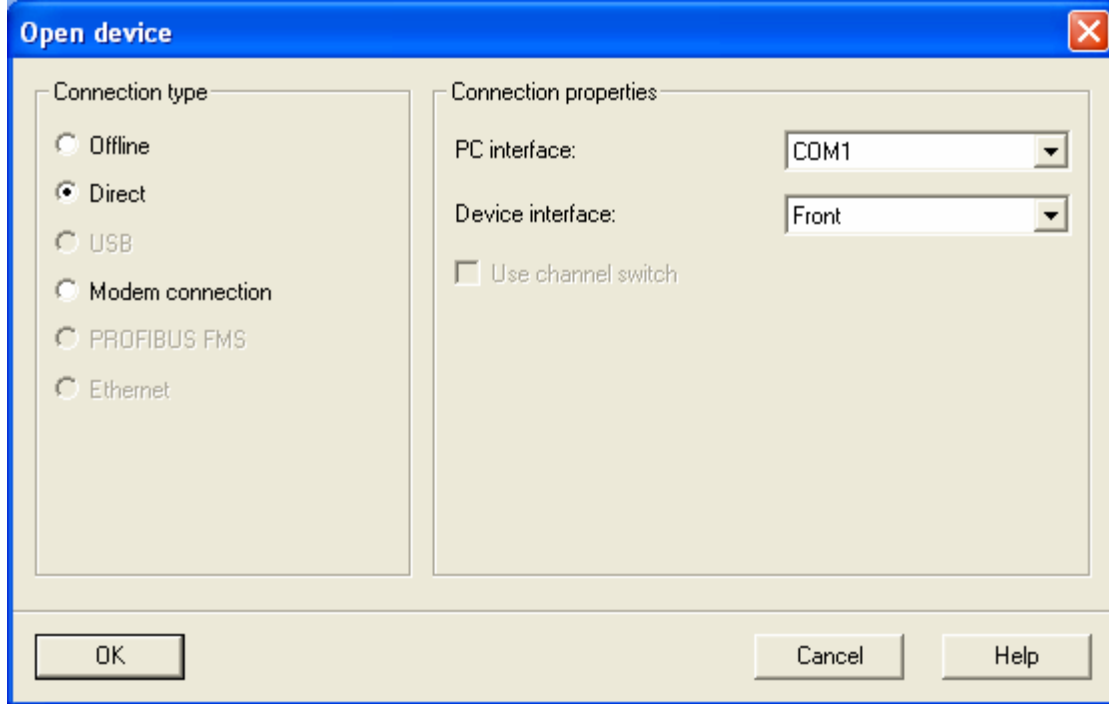 Open device
Connection type
Offline
Direct
USB
Modem connection
PROFIBUS FMS
Ethernet
Connection properties
PC interface: COM1
Device interface: Front
Use channel switch
OK Cancel Help